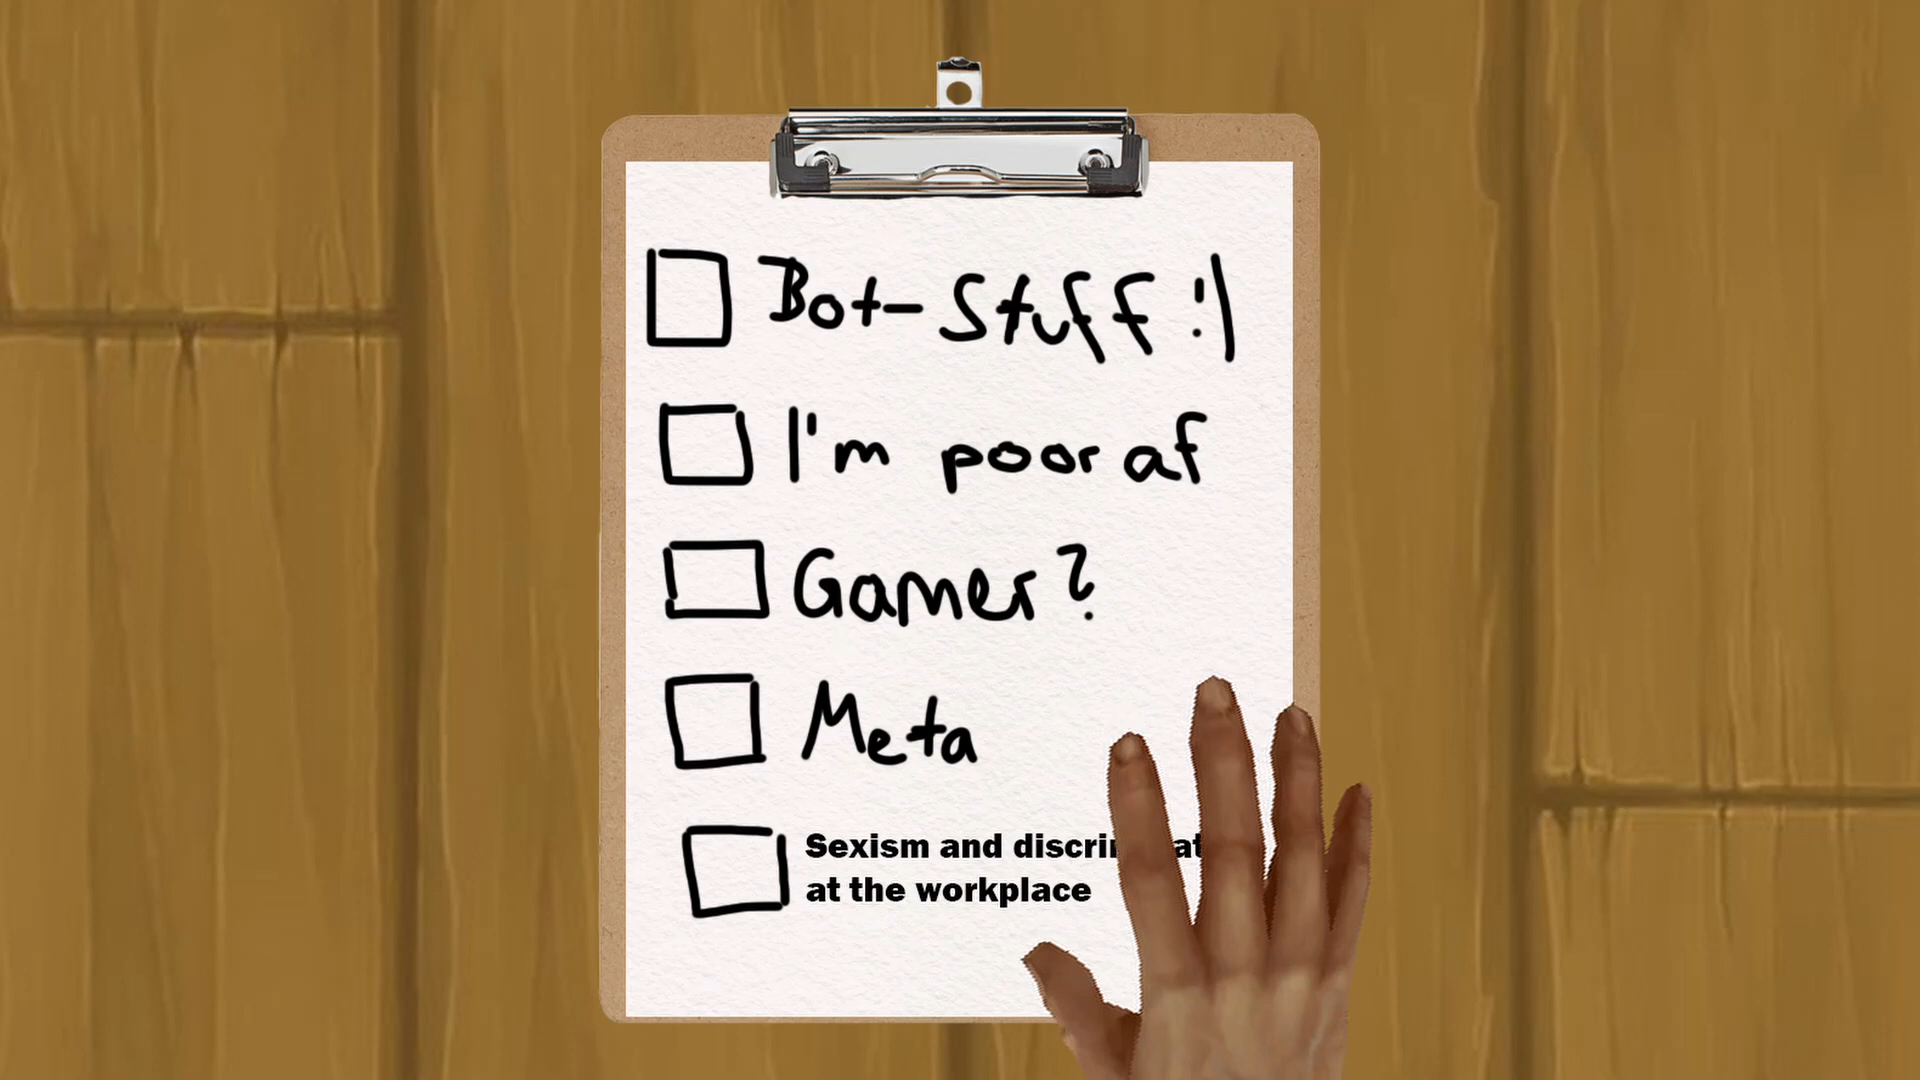 Bot-Stuff :|
I'm poor af
Gamer?
Meta
Sexism and
at the workplace